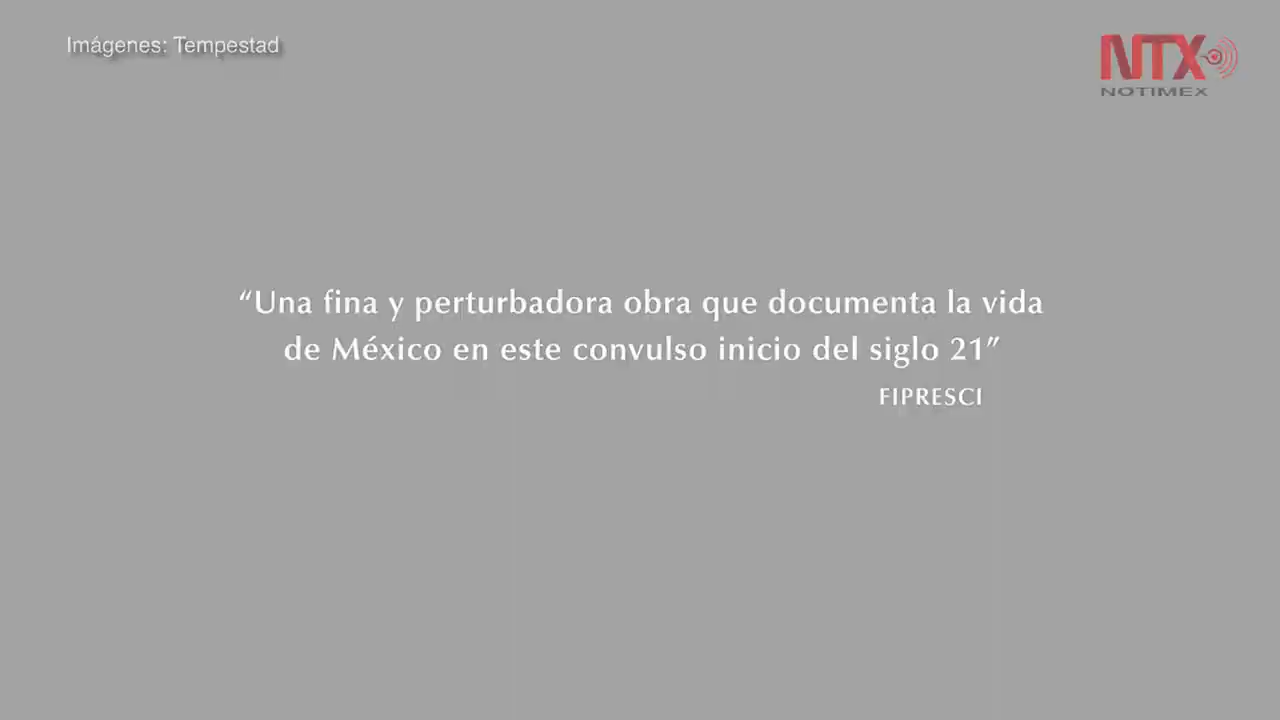 Imágenes: Tempestad
NTX
NOTIMEX
“Una fina y perturbadora obra que documenta la vida
de México en este convulso inicio del siglo 21”
FIPRESCI